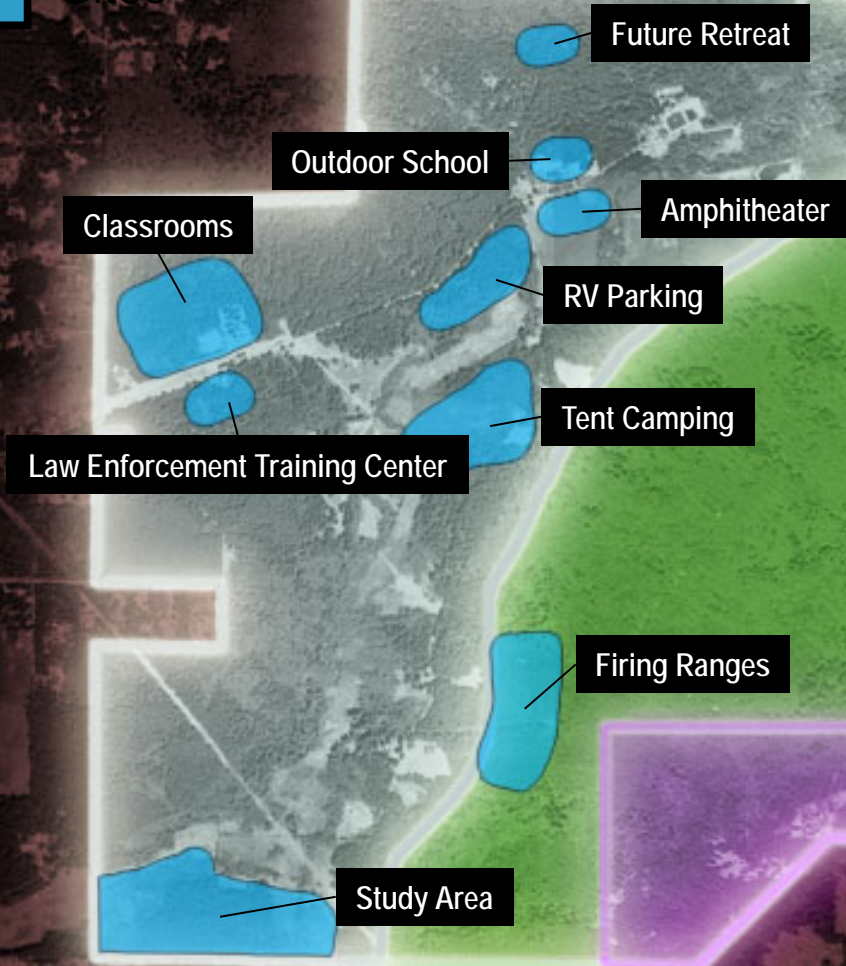 Future Retreat
Outdoor School
Amphitheater
Classrooms
RV Parking
Tent Camping
Law Enforcement Training Center
Firing Ranges
Study Area